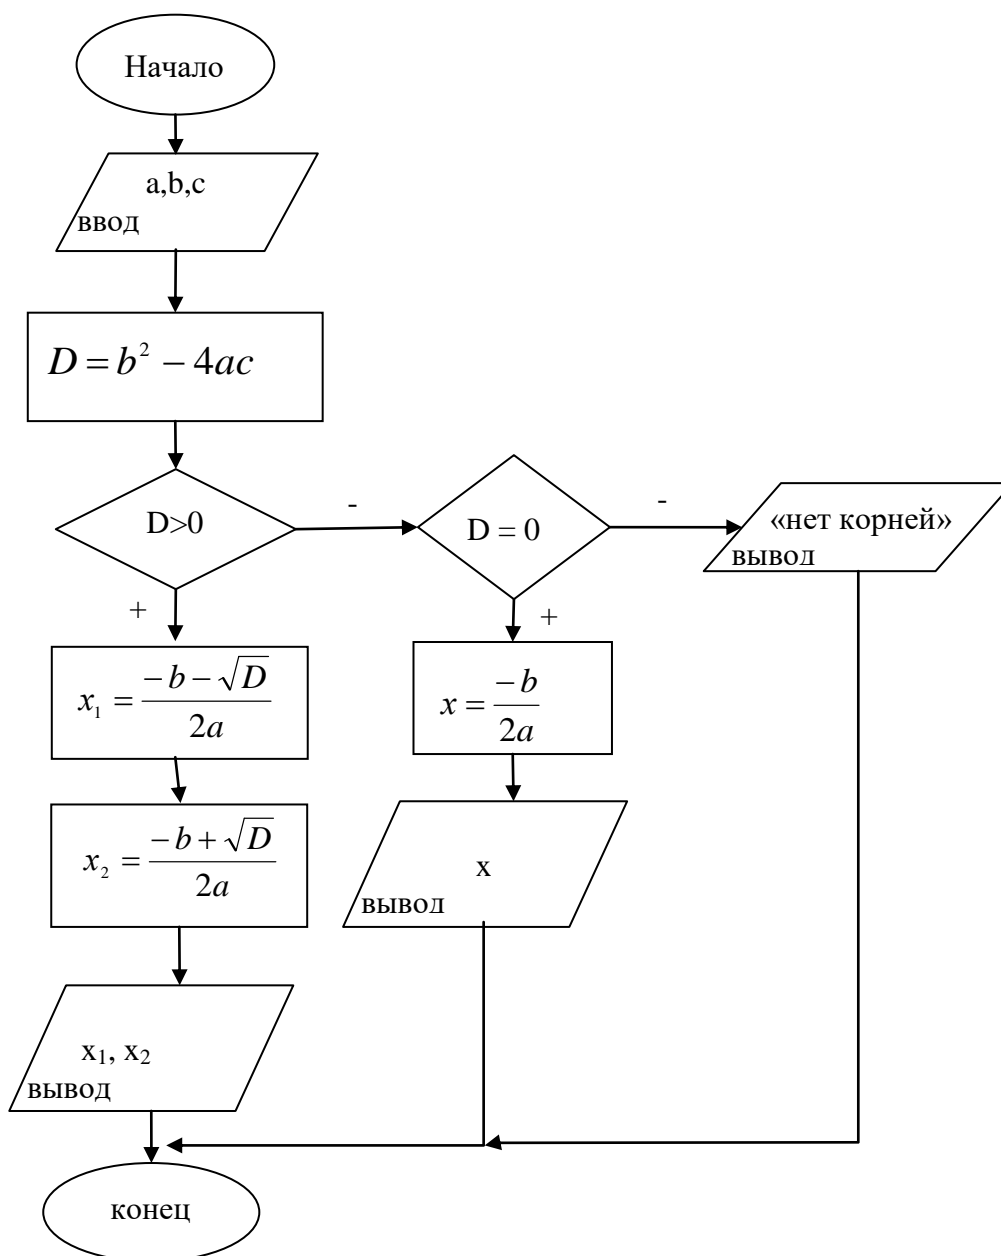 Начало
a,b,c
ввод
D = b² − 4ac
D>0
-
D = 0
-
«нет корней»
вывод
+
+
x₁ = (−b − √D) / 2a
x = −b / 2a
x₂ = (−b + √D) / 2a
x
вывод
x₁, x₂
вывод
конец